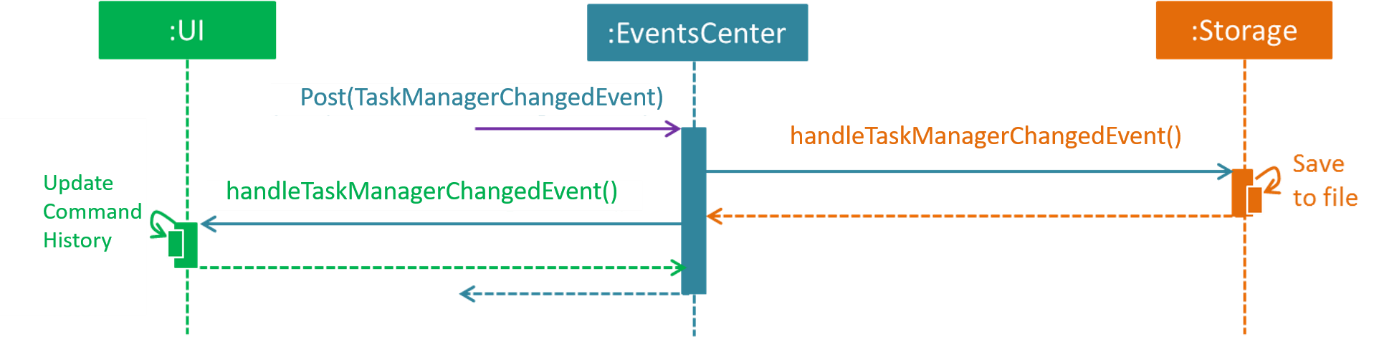 :UI
:EventsCenter
:Storage
Post(TaskManagerChangedEvent)
handleTaskManagerChangedEvent()
Save
to file
handleTaskManagerChangedEvent()
Update
Command
History